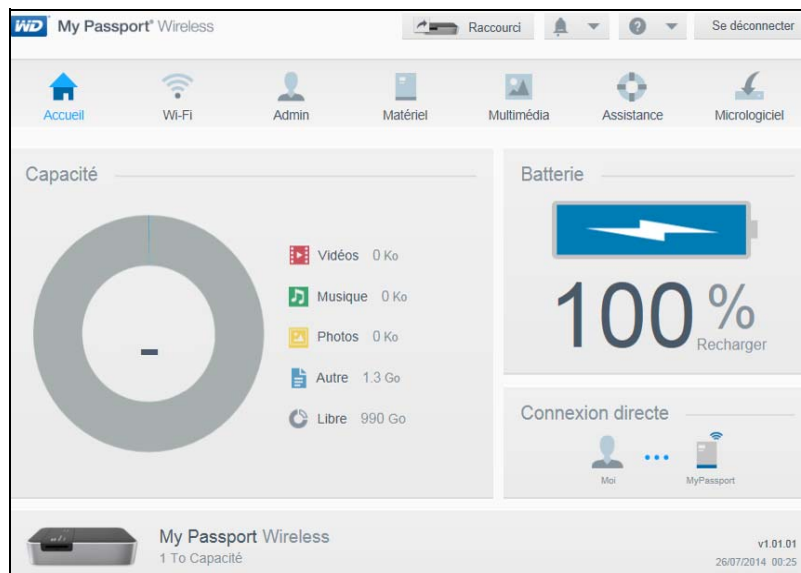 WD My Passport® Wireless
Raccourci
Se déconnecter
Accueil
Wi-Fi
Admin
Matériel
Multimédia
Assistance
Micrologiciel
Capacité
-
Vidéos 0 Ko
Musique 0 Ko
Photos 0 Ko
Autre 1.3 Go
Libre 990 Go
Batterie
100 %
Recharger
Connexion directe
Moi
MyPassport
My Passport Wireless
1 To Capacité
v1.01.01
26/07/2014 00:25